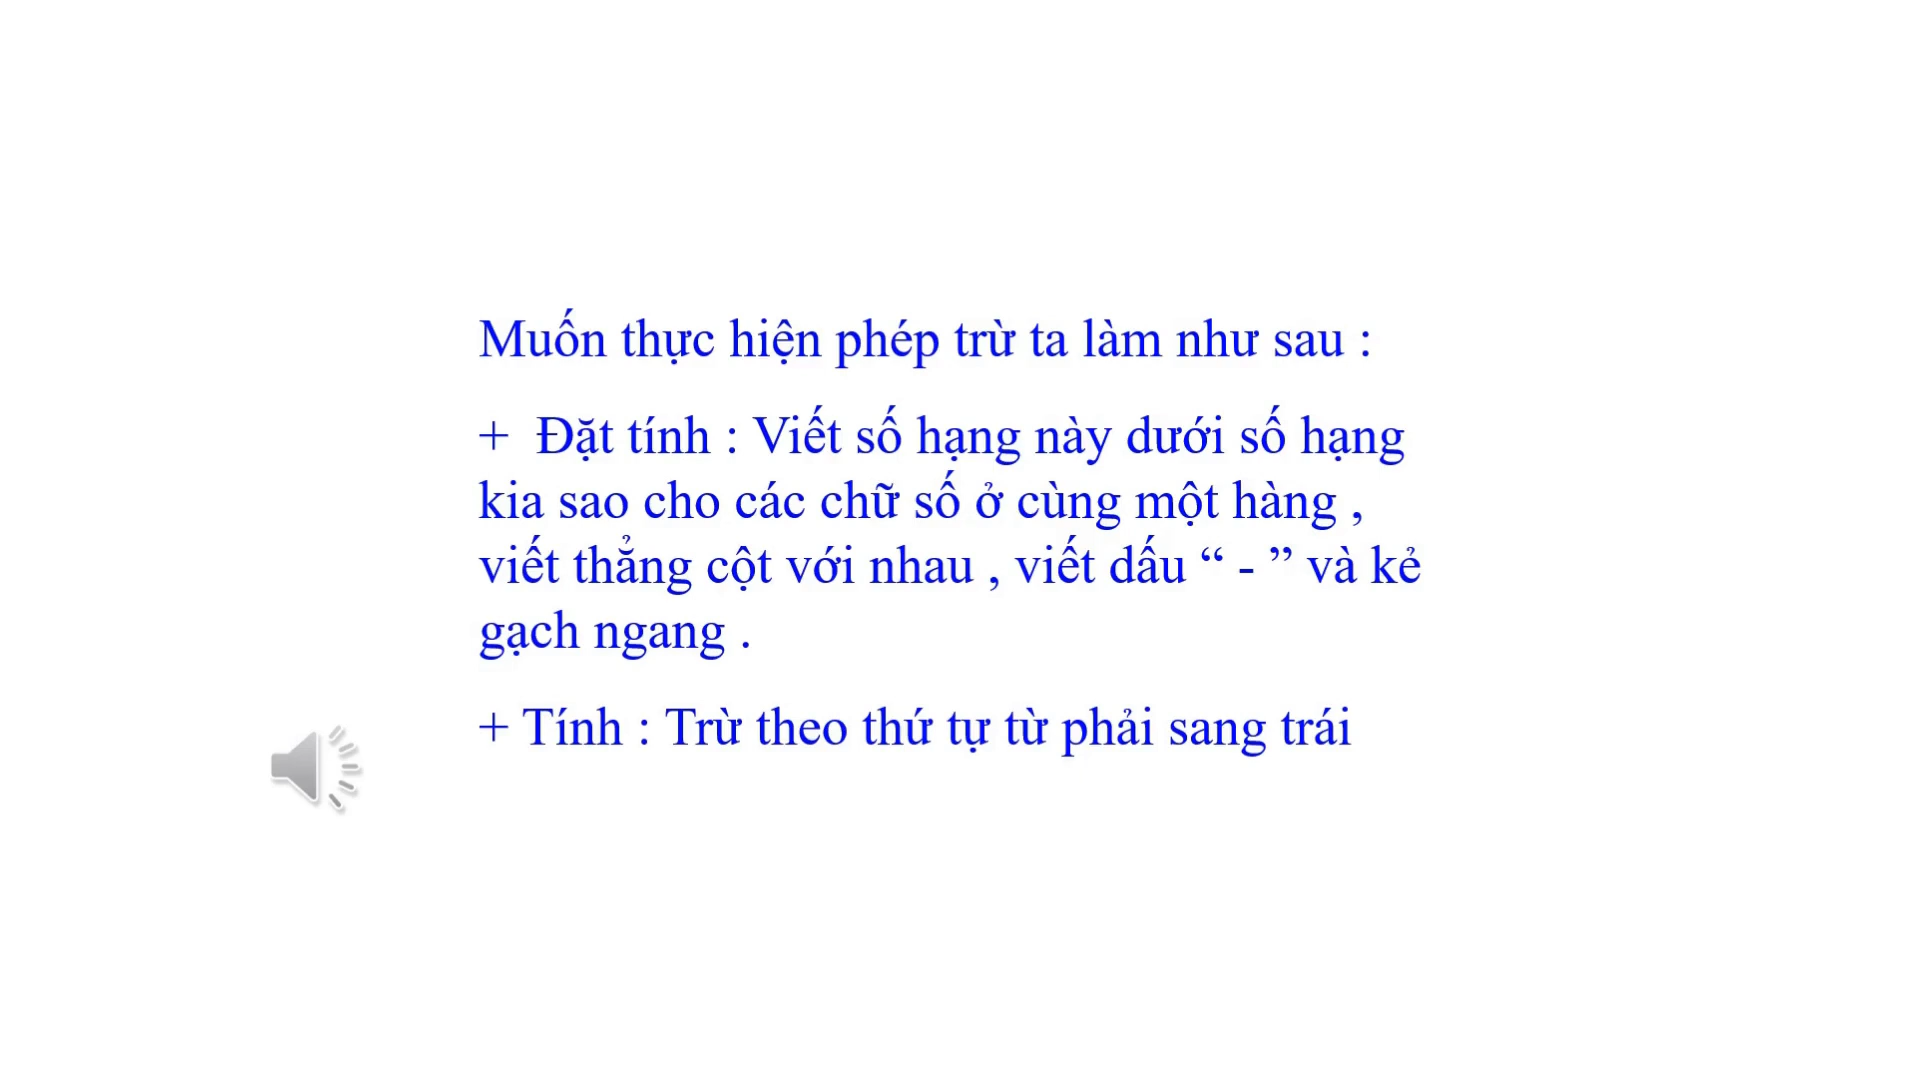 Muốn thực hiện phép trừ ta làm như sau :
+  Đặt tính : Viết số hạng này dưới số hạng
kia sao cho các chữ số ở cùng một hàng ,
viết thẳng cột với nhau , viết dấu “ - ” và kẻ
gạch ngang .
+ Tính : Trừ theo thứ tự từ phải sang trái